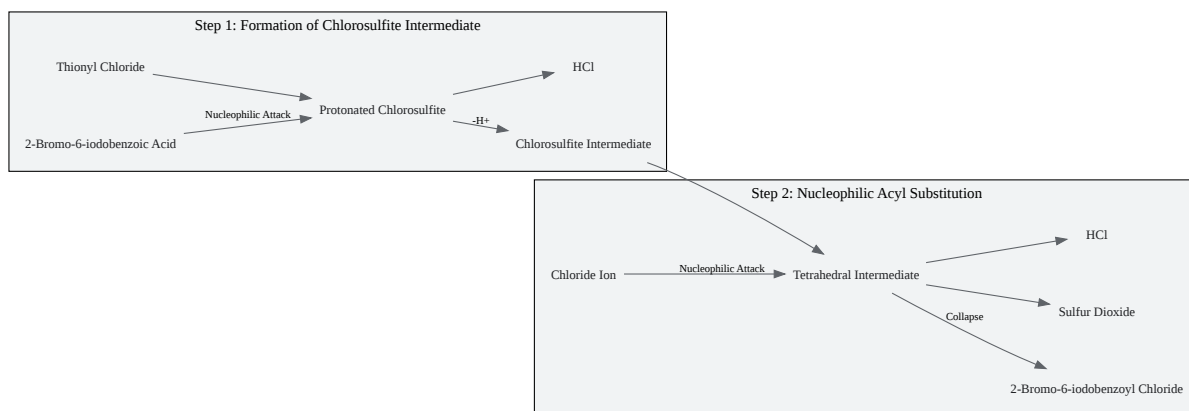 Step 1: Formation of Chlorosulfite Intermediate
Thionyl Chloride
HCl
Nucleophilic Attack
Protonated Chlorosulfite
-H+
2-Bromo-6-iodobenzoic Acid
Chlorosulfite Intermediate
Step 2: Nucleophilic Acyl Substitution
HCl
Chloride Ion
Nucleophilic Attack
Tetrahedral Intermediate
Sulfur Dioxide
Collapse
2-Bromo-6-iodobenzoyl Chloride